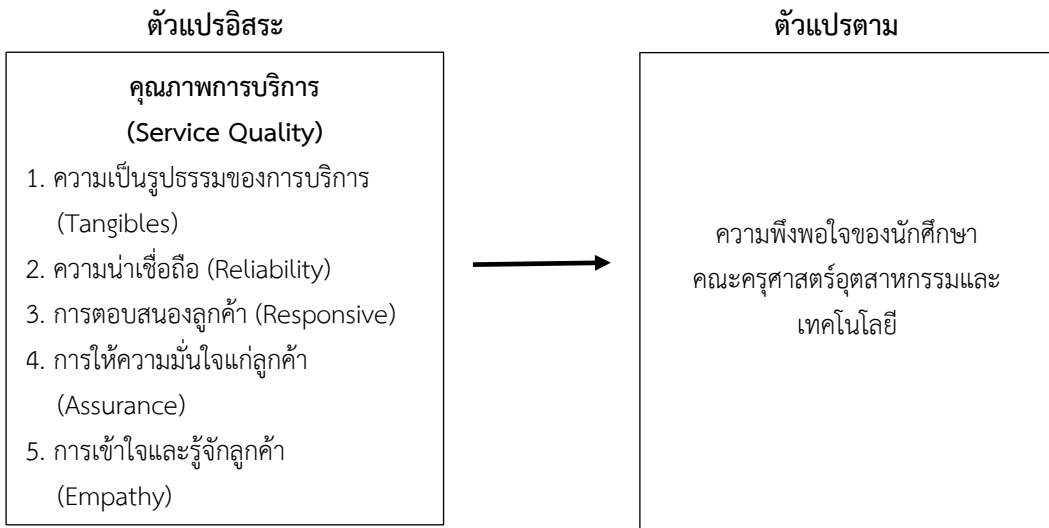 ตัวแปรอิสระ
คุณภาพการบริการ
(Service Quality)
1. ความเป็นรูปธรรมของการบริการ
(Tangibles)
2. ความน่าเชื่อถือ (Reliability)
3. การตอบสนองลูกค้า (Responsive)
4. การให้ความมั่นใจแก่ลูกค้า
(Assurance)
5. การเข้าใจและรู้จักลูกค้า
(Empathy)
ตัวแปรตาม
ความพึงพอใจของนักศึกษา
คณะครุศาสตร์อุตสาหกรรมและ
เทคโนโลยี